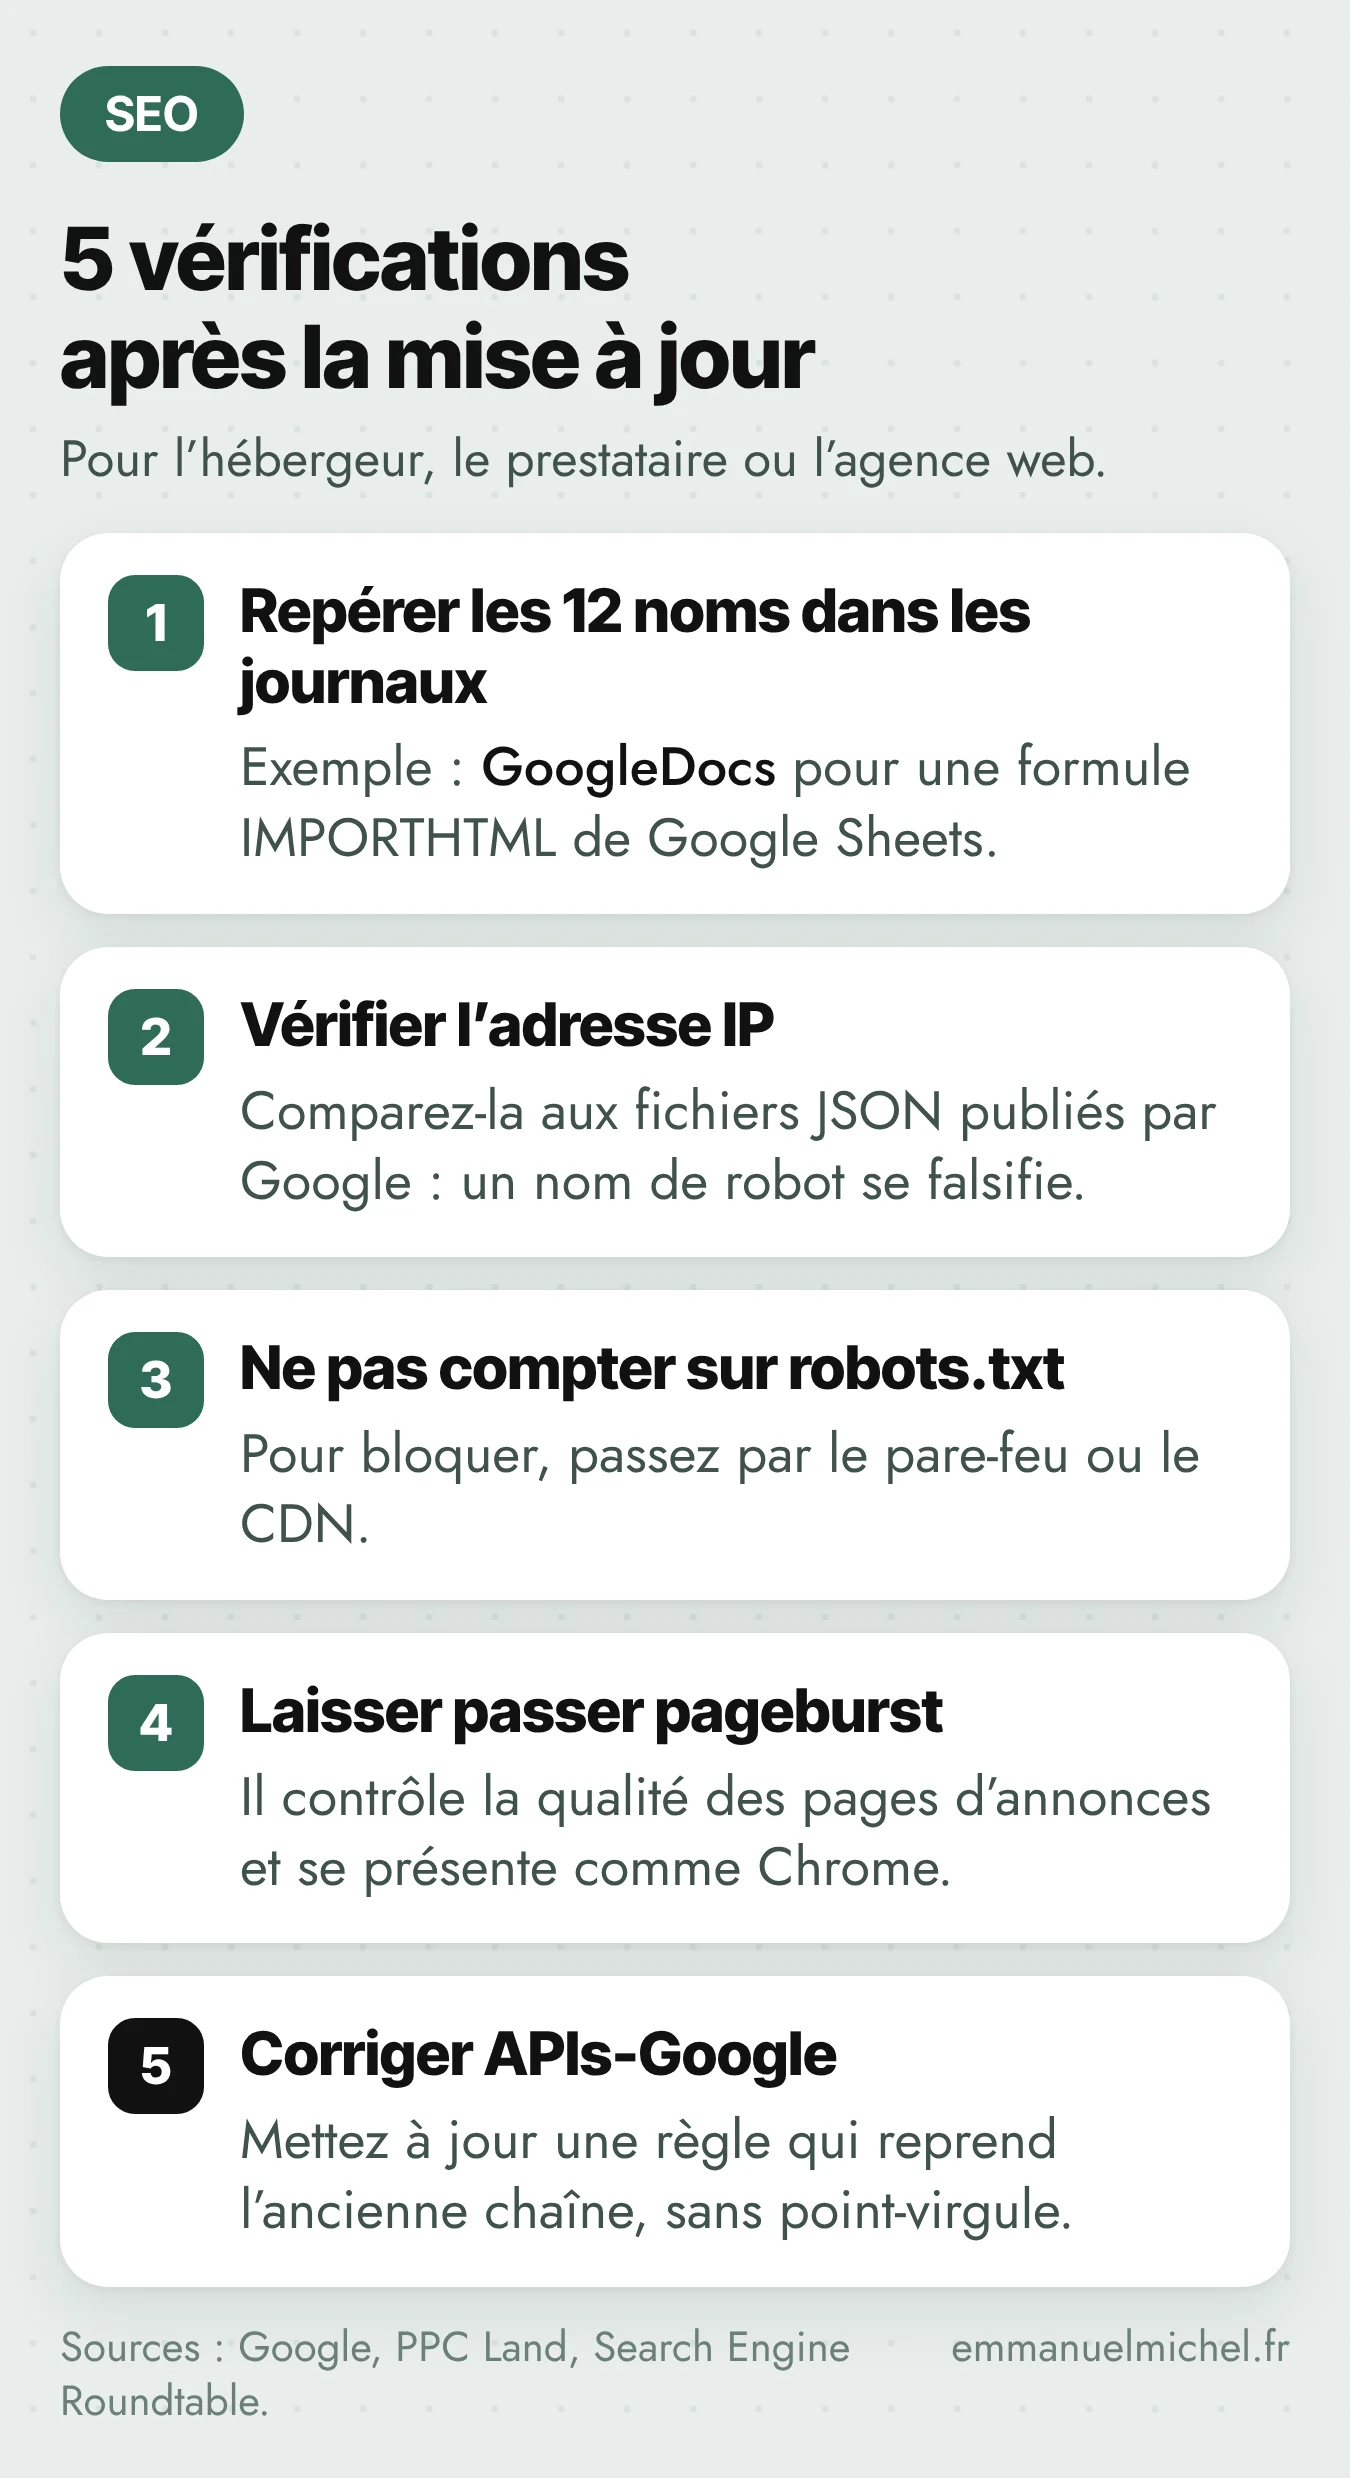 SEO
5 vérifications
après la mise à jour
Pour l’hébergeur, le prestataire ou l’agence web.
1
Repérer les 12 noms dans les
journaux
Exemple : GoogleDocs pour une formule
IMPORTHTML de Google Sheets.
2
Vérifier l’adresse IP
Comparez-la aux fichiers JSON publiés par
Google : un nom de robot se falsifie.
3
Ne pas compter sur robots.txt
Pour bloquer, passez par le pare-feu ou le
CDN.
4
Laisser passer pageburst
Il contrôle la qualité des pages d’annonces
et se présente comme Chrome.
5
Corriger APIs-Google
Mettez à jour une règle qui reprend
l’ancienne chaîne, sans point-virgule.
Sources : Google, PPC Land, Search Engine
Roundtable.
emmanuelmichel.fr